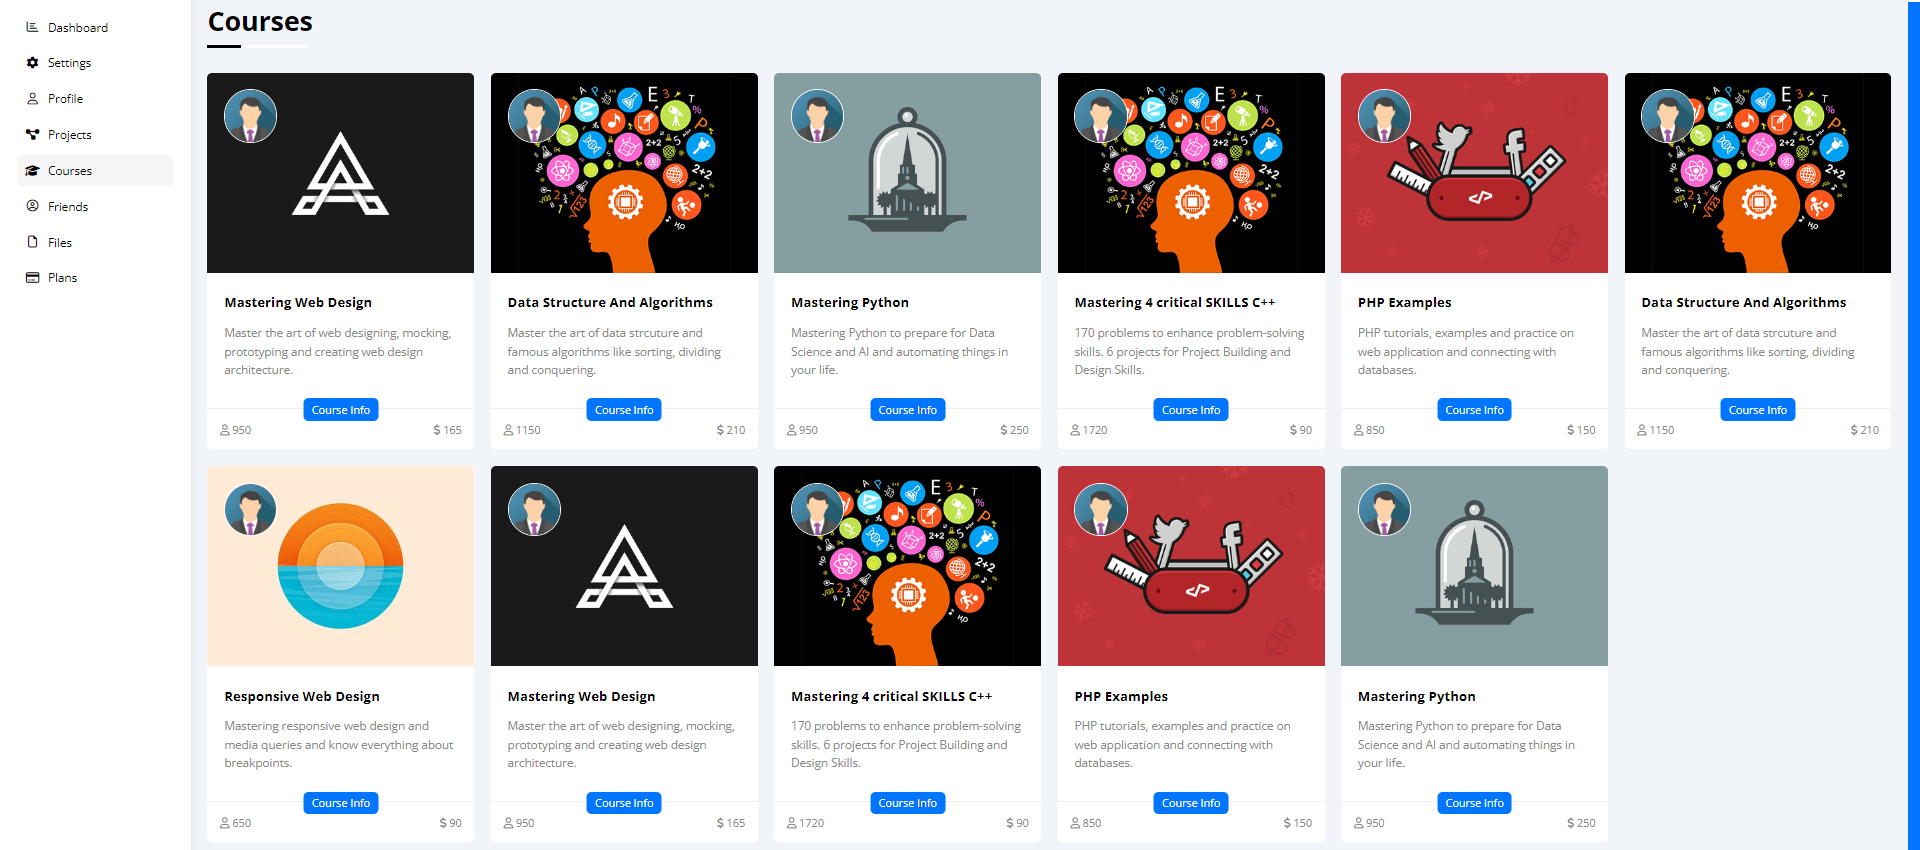 Dashboard
Settings
Profile
Projects
Courses
Friends
Files
Plans
Courses
Mastering Web Design
Master the art of web designing, mocking,
prototyping and creating web design
architecture.
Course Info
950
$ 165
Data Structure And Algorithms
Master the art of data strcuture and
famous algorithms like sorting, dividing
and conquering.
Course Info
1150
$ 210
Mastering Python
Mastering Python to prepare for Data
Science and AI and automating things in
your life.
Course Info
950
$ 250
Mastering 4 critical SKILLS C++
170 problems to enhance problem-solving
skills. 6 projects for Project Building and
Design Skills.
Course Info
1720
$ 90
PHP Examples
PHP tutorials, examples and practice on
web application and connecting with
databases.
Course Info
850
$ 150
Data Structure And Algorithms
Master the art of data strcuture and
famous algorithms like sorting, dividing
and conquering.
Course Info
1150
$ 210
Responsive Web Design
Mastering responsive web design and
media queries and know everything about
breakpoints.
Course Info
650
$ 90
Mastering Web Design
Master the art of web designing, mocking,
prototyping and creating web design
architecture.
Course Info
950
$ 165
Mastering 4 critical SKILLS C++
170 problems to enhance problem-solving
skills. 6 projects for Project Building and
Design Skills.
Course Info
1720
$ 90
PHP Examples
PHP tutorials, examples and practice on
web application and connecting with
databases.
Course Info
850
$ 150
Mastering Python
Mastering Python to prepare for Data
Science and AI and automating things in
your life.
Course Info
950
$ 250